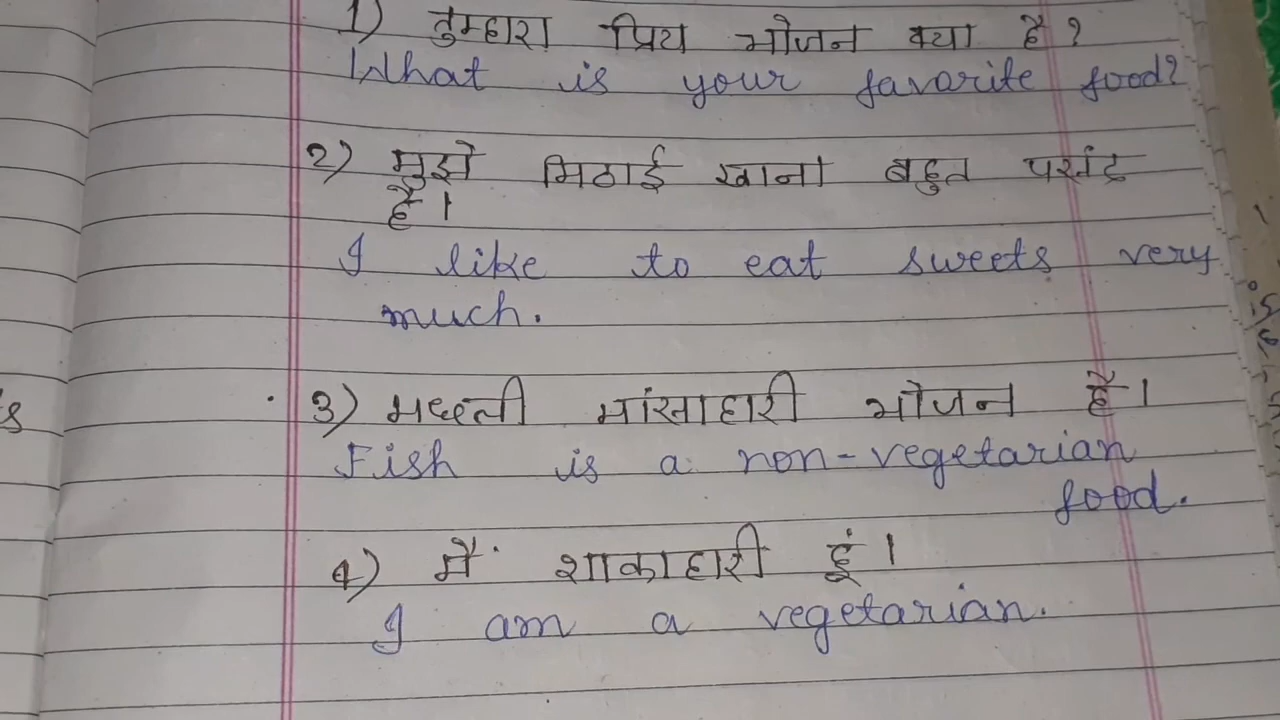 1) तुम्हारा प्रिय भोजन क्या है?
What is your favorite food?
2) मुझे मिठाई खाना बहुत पसंद
है।
I like to eat sweets very
much.
3) मछली मांसाहारी भोजन है।
Fish is a non-vegetarian
food.
4) मैं शाकाहारी हूं।
I am a vegetarian.